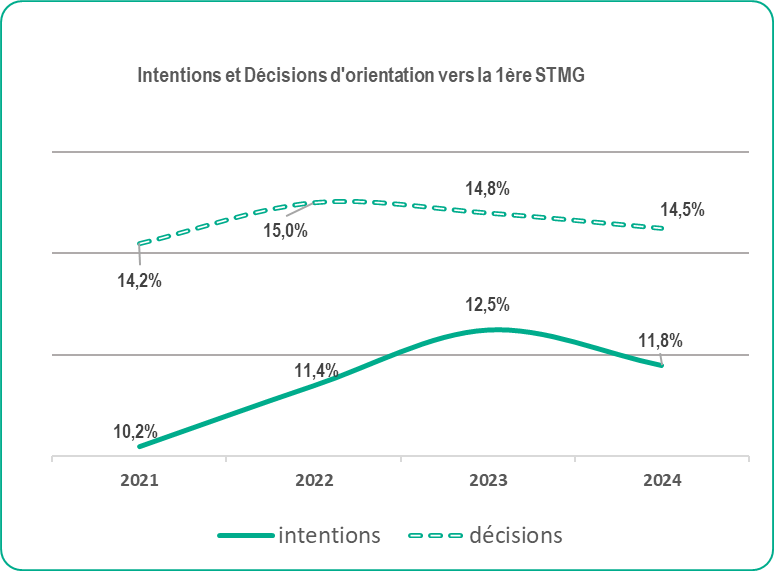 Intentions et Décisions d'orientation vers la 1ère STMG
14,8%
14,5%
15,0%
14,2%
12,5%
11,8%
11,4%
10,2%
2021 2022 2023 2024
intentions décisions